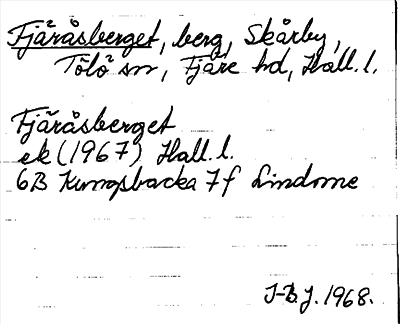 Fjäråsberget, berg, Skårby,
Tölö sn, Fjäre hd, Hall. l.
Fjäråsberget
ek (1967) Hall. l.
6B Kungsbacka 7f Lindome
J-B. J. 1968.